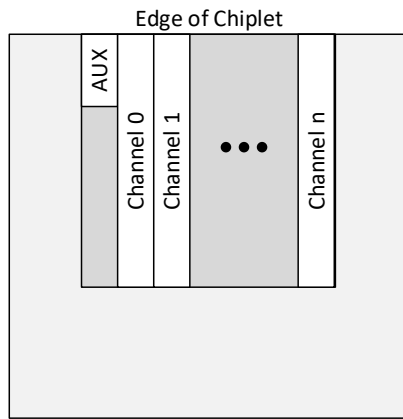 Edge of Chiplet
AUX
Channel 0
Channel 1
•••
Channel n